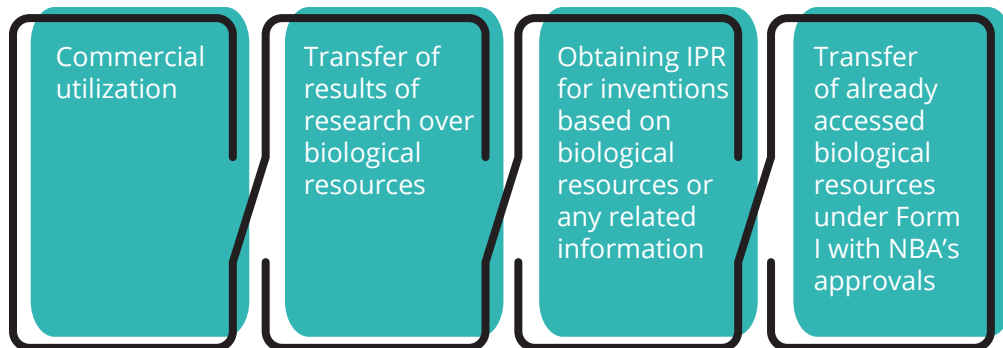 Commercial
utilization
Transfer of
results of
research over
biological
resources
Obtaining IPR
for inventions
based on
biological
resources or
any related
information
Transfer
of already
accessed
biological
resources
under Form
I with NBA’s
approvals